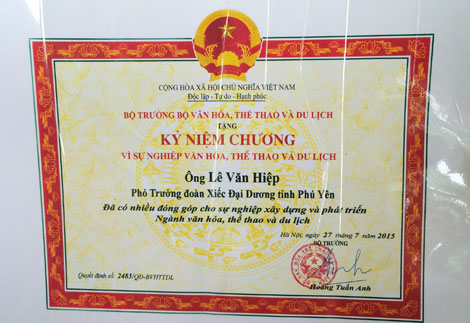 CỘNG HÒA XÃ HỘI CHỦ NGHĨA VIỆT NAM
Độc lập - Tự do - Hạnh phúc
BỘ TRƯỞNG BỘ VĂN HÓA, THỂ THAO VÀ DU LỊCH
TẶNG
KỶ NIỆM CHƯƠNG
VÌ SỰ NGHIỆP VĂN HÓA, THỂ THAO VÀ DU LỊCH
Ông Lê Văn Hiệp
Phó Trưởng đoàn Xiếc Đại Dương tỉnh Phú Yên
Đã có nhiều đóng góp cho sự nghiệp xây dựng và phát triển
Ngành văn hóa, thể thao và du lịch
Hà Nội, ngày 27 tháng 7 năm 2015
BỘ TRƯỞNG
Quyết định số: 2483/QĐ-BVHTTDL
Hoàng Tuấn Anh